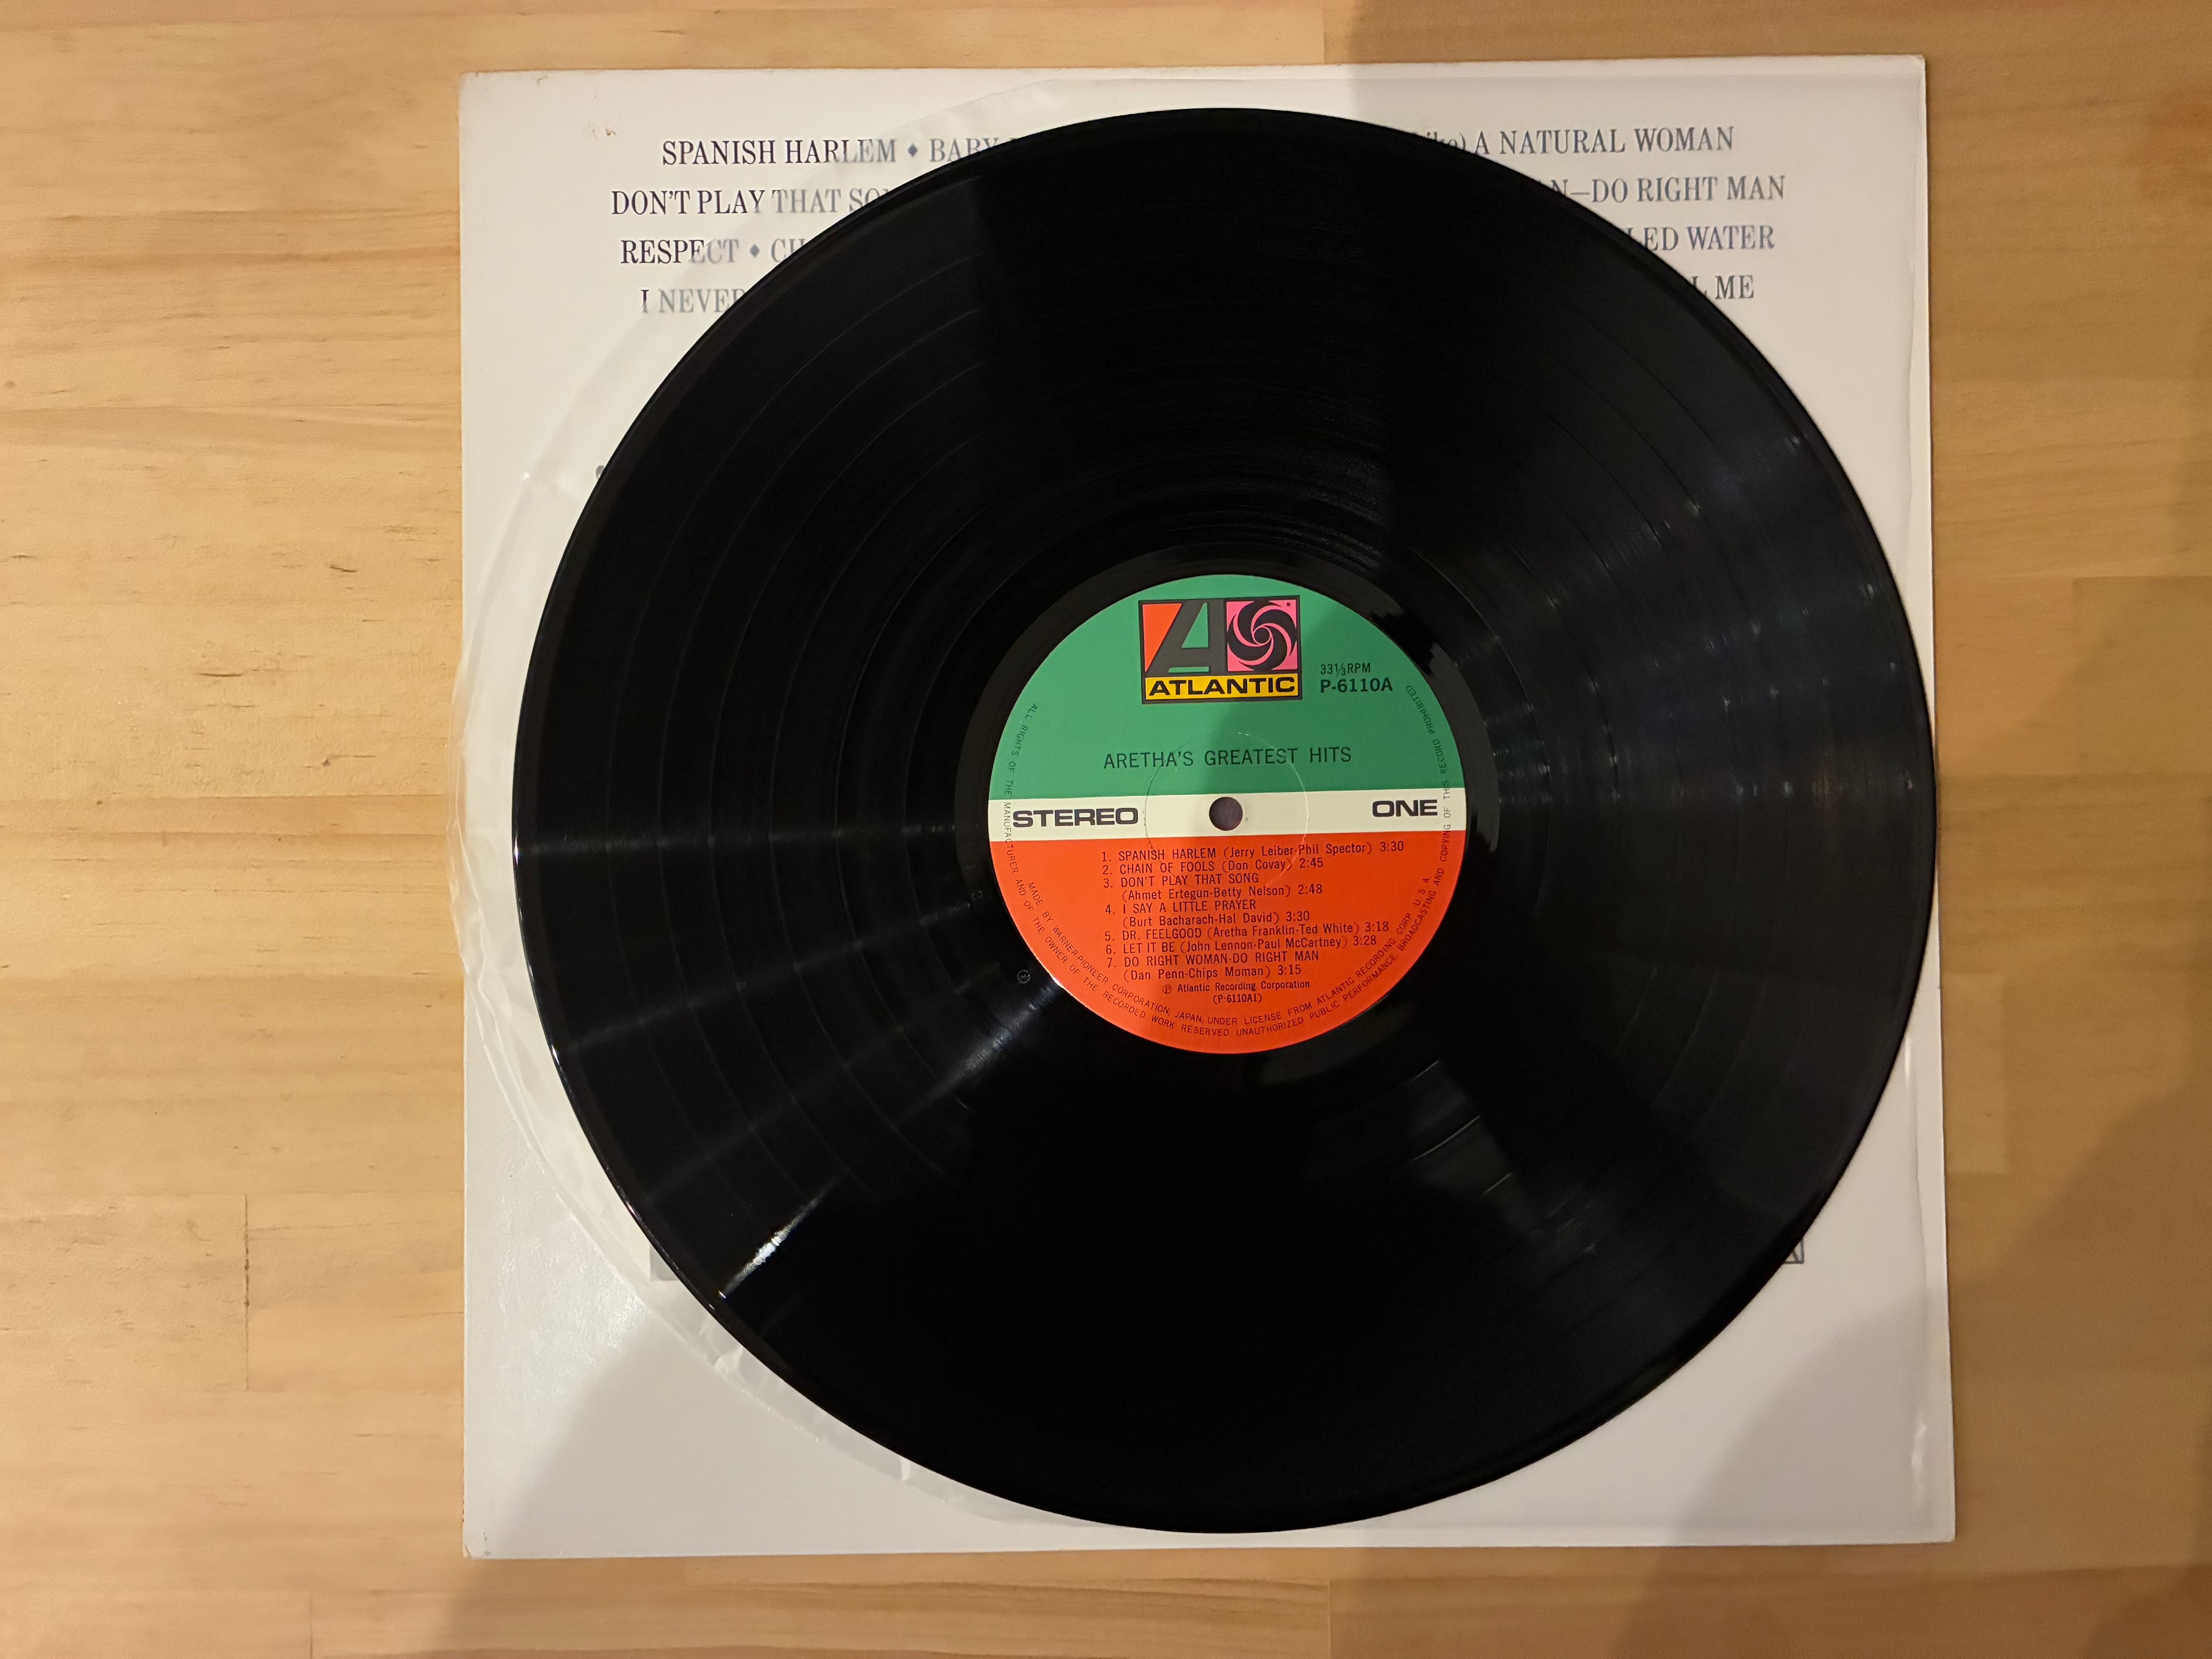 SPANISH HARLEM • BABY
A NATURAL WOMAN
DON'T PLAY THAT
—DO RIGHT MAN
RESPECT •
WATER
I NEVER
ME
ATLANTIC
33⅓RPM
P-6110A
ARETHA'S GREATEST HITS
STEREO
ONE
1. SPANISH HARLEM (Jerry Leiber-Phil Spector) 3:30
2. CHAIN OF FOOLS (Don Covay) 2:45
3. DON'T PLAY THAT SONG
(Ahmet Ertegun-Betty Nelson) 2:48
4. I SAY A LITTLE PRAYER
(Burt Bacharach-Hal David) 3:30
5. DR. FEELGOOD (Aretha Franklin-Ted White) 3:18
6. LET IT BE (John Lennon-Paul McCartney) 3:28
7. DO RIGHT WOMAN-DO RIGHT MAN
(Dan Penn-Chips Moman) 3:15
Ⓟ Atlantic Recording Corporation
(P-6110A1)
MADE BY WARNER-PIONEER CORPORATION, JAPAN, UNDER LICENSE FROM ATLANTIC RECORDING CORP. U.S.A.
ALL RIGHTS OF THE MANUFACTURER AND OF THE OWNER OF THE RECORDED WORK RESERVED. UNAUTHORIZED PUBLIC PERFORMANCE. BROADCASTING AND COPYING OF THIS RECORD PROHIBITED